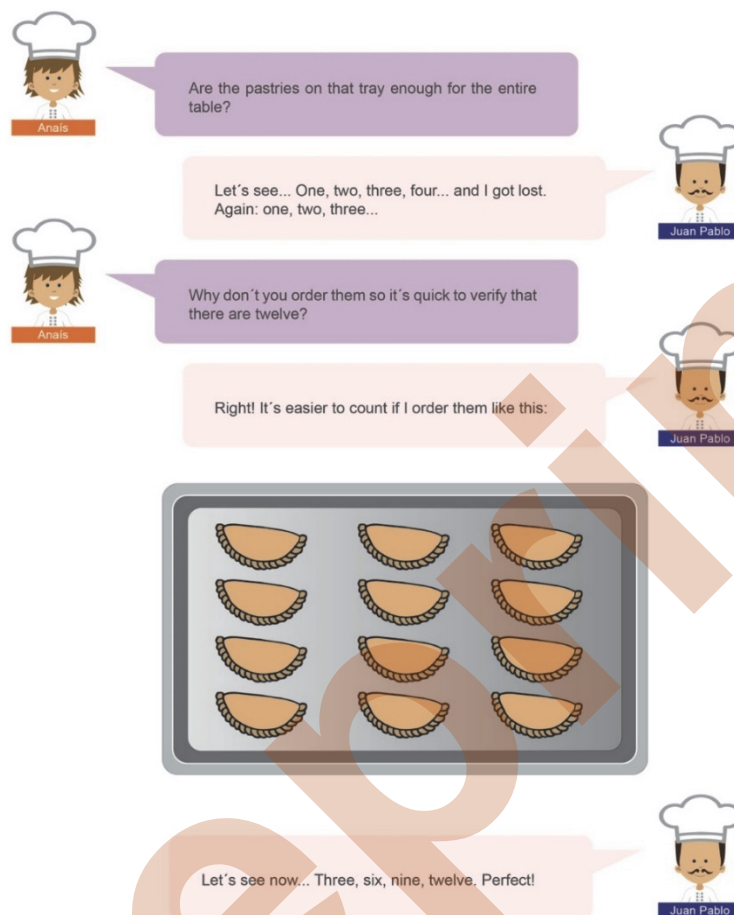 Are the pastries on that tray enough for the entire
table?
Anaís
Let´s see... One, two, three, four... and I got lost.
Again: one, two, three...
Juan Pablo
Why don´t you order them so it´s quick to verify that
there are twelve?
Anaís
Right! It´s easier to count if I order them like this:
Juan Pablo
Let´s see now... Three, six, nine, twelve. Perfect!
Juan Pablo